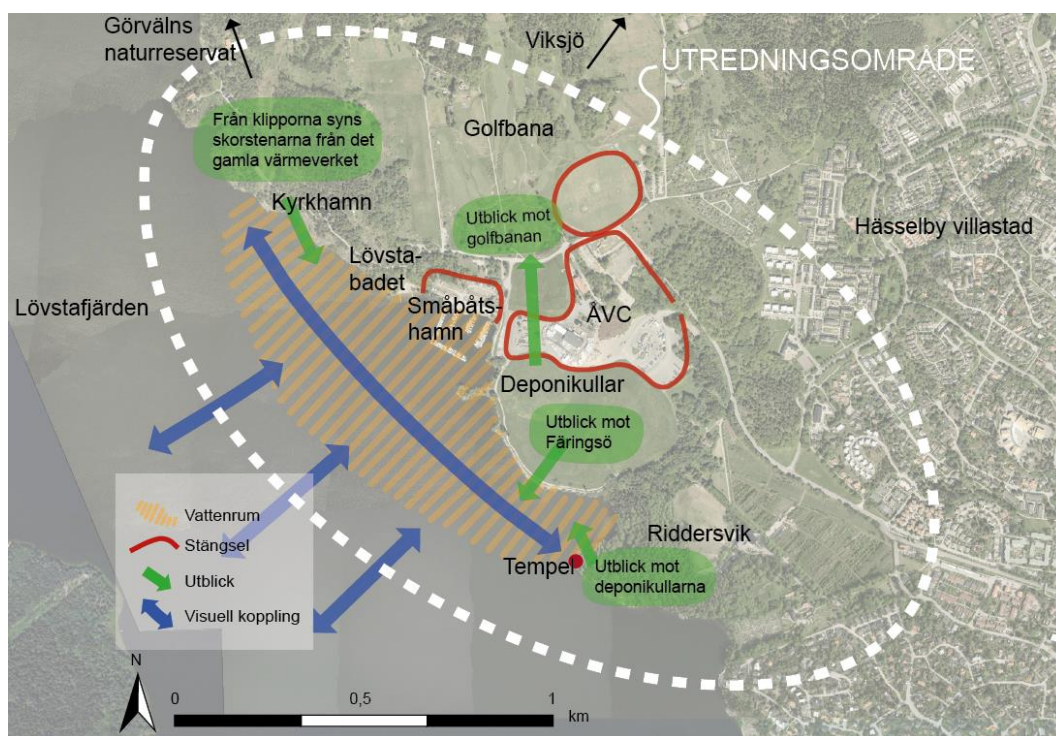 Görvälns
naturreservat
Viksjö
UTREDNINGSOMRÅDE
Från klipporna syns
skorstenarna från det
gamla värmeverket
Golfbana
Kyrkhamn
Utblick mot
golfbanan
Hässelby villastad
Lövsta-
badet
Lövstafjärden
Småbåts-
hamn
ÅVC
Deponikullar
Utblick mot
Färingsö
Vattenrum
Stängsel
Utblick
Visuell koppling
Riddersvik
Tempel
Utblick mot
deponikullarna
N
0 0,5 1
km